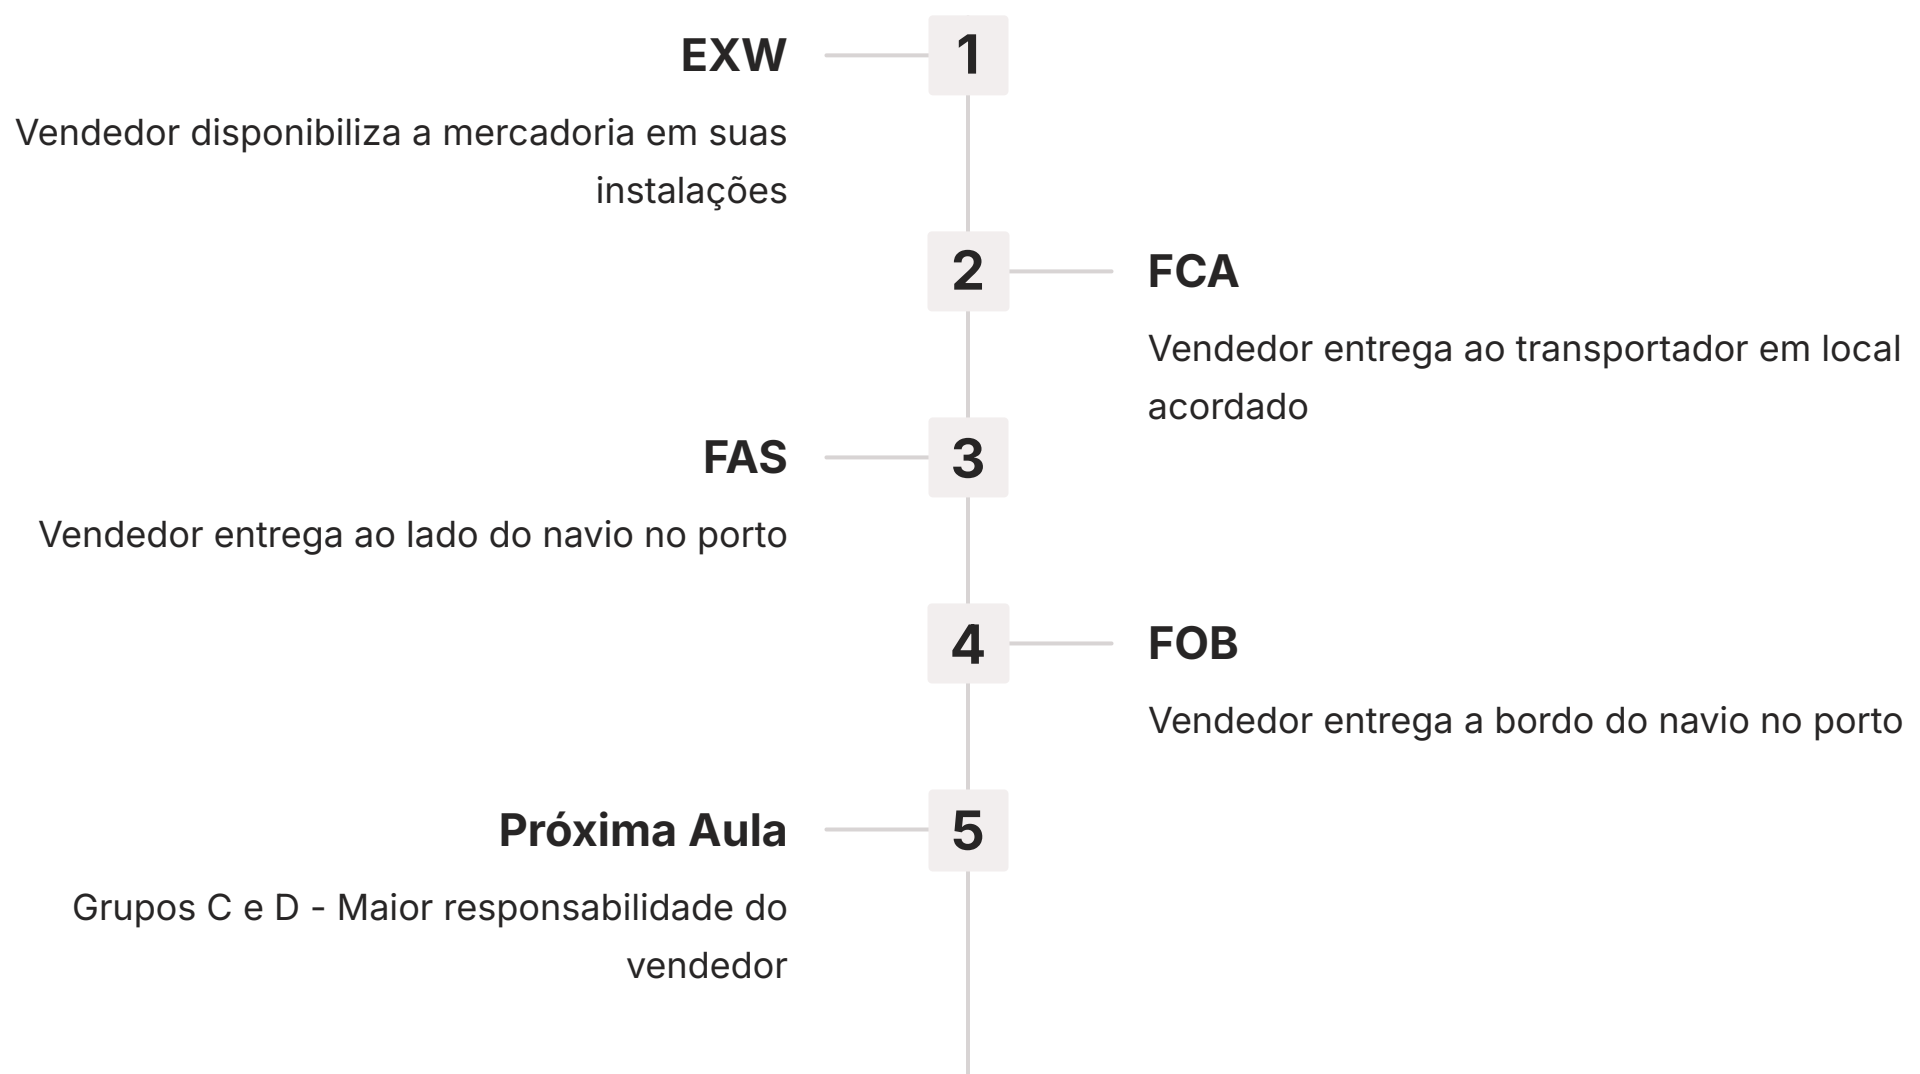 EXW
1
Vendedor disponibiliza a mercadoria em suas
instalações
2
FCA
Vendedor entrega ao transportador em local
acordado
FAS
3
Vendedor entrega ao lado do navio no porto
4
FOB
Vendedor entrega a bordo do navio no porto
Próxima Aula
5
Grupos C e D - Maior responsabilidade do
vendedor